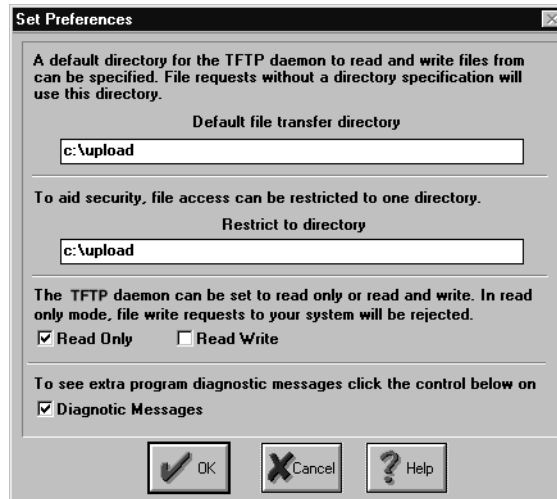 Set Preferences
A default directory for the TFTP daemon to read and write files from
can be specified. File requests without a directory specification will
use this directory.
Default file transfer directory
c:\upload
To aid security, file access can be restricted to one directory.
Restrict to directory
c:\upload
The TFTP daemon can be set to read only or read and write. In read
only mode, file write requests to your system will be rejected.
Read Only Read Write
To see extra program diagnostic messages click the control below on
Diagnotic Messages
OK Cancel Help